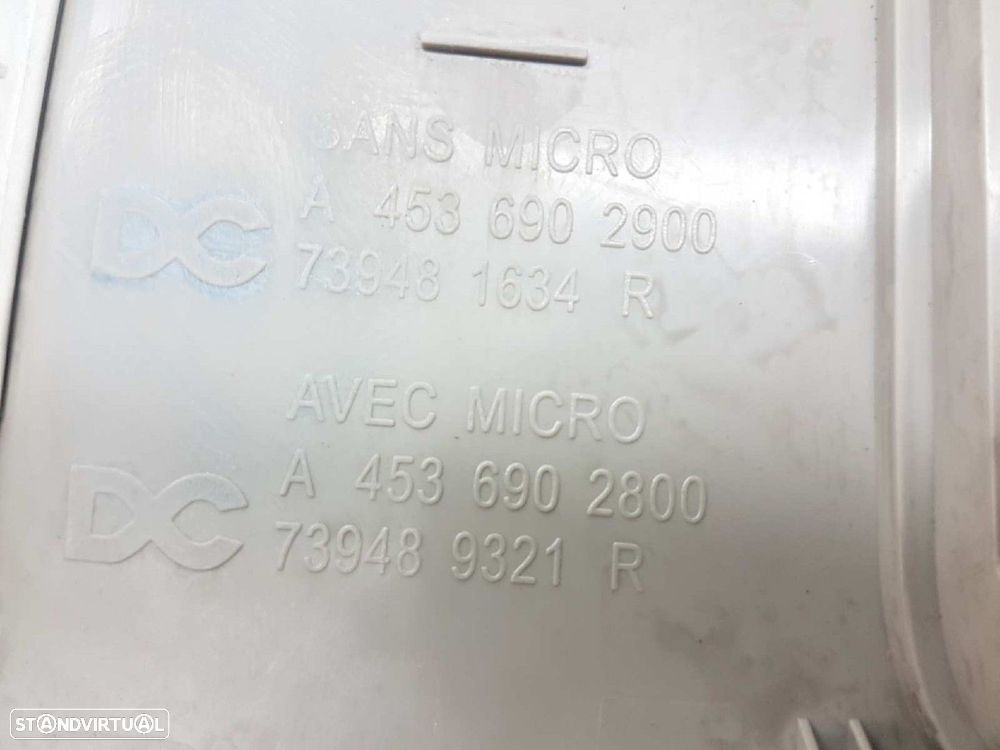 SANS MICRO
DC A 453 690 2900
73948 1634 R
AVEC MICRO
DC A 453 690 2800
73948 9321 R
STANDVIRTUAL